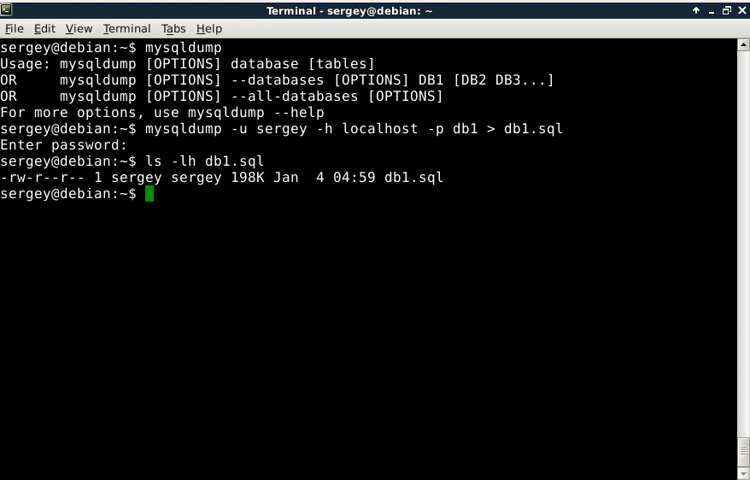 Terminal - sergey@debian: ~
File Edit View Terminal Tabs Help
sergey@debian:~$ mysqldump
Usage: mysqldump [OPTIONS] database [tables]
OR     mysqldump [OPTIONS] --databases [OPTIONS] DB1 [DB2 DB3...]
OR     mysqldump [OPTIONS] --all-databases [OPTIONS]
For more options, use mysqldump --help
sergey@debian:~$ mysqldump -u sergey -h localhost -p db1 > db1.sql
Enter password:
sergey@debian:~$ ls -lh db1.sql
-rw-r--r-- 1 sergey sergey 198K Jan  4 04:59 db1.sql
sergey@debian:~$